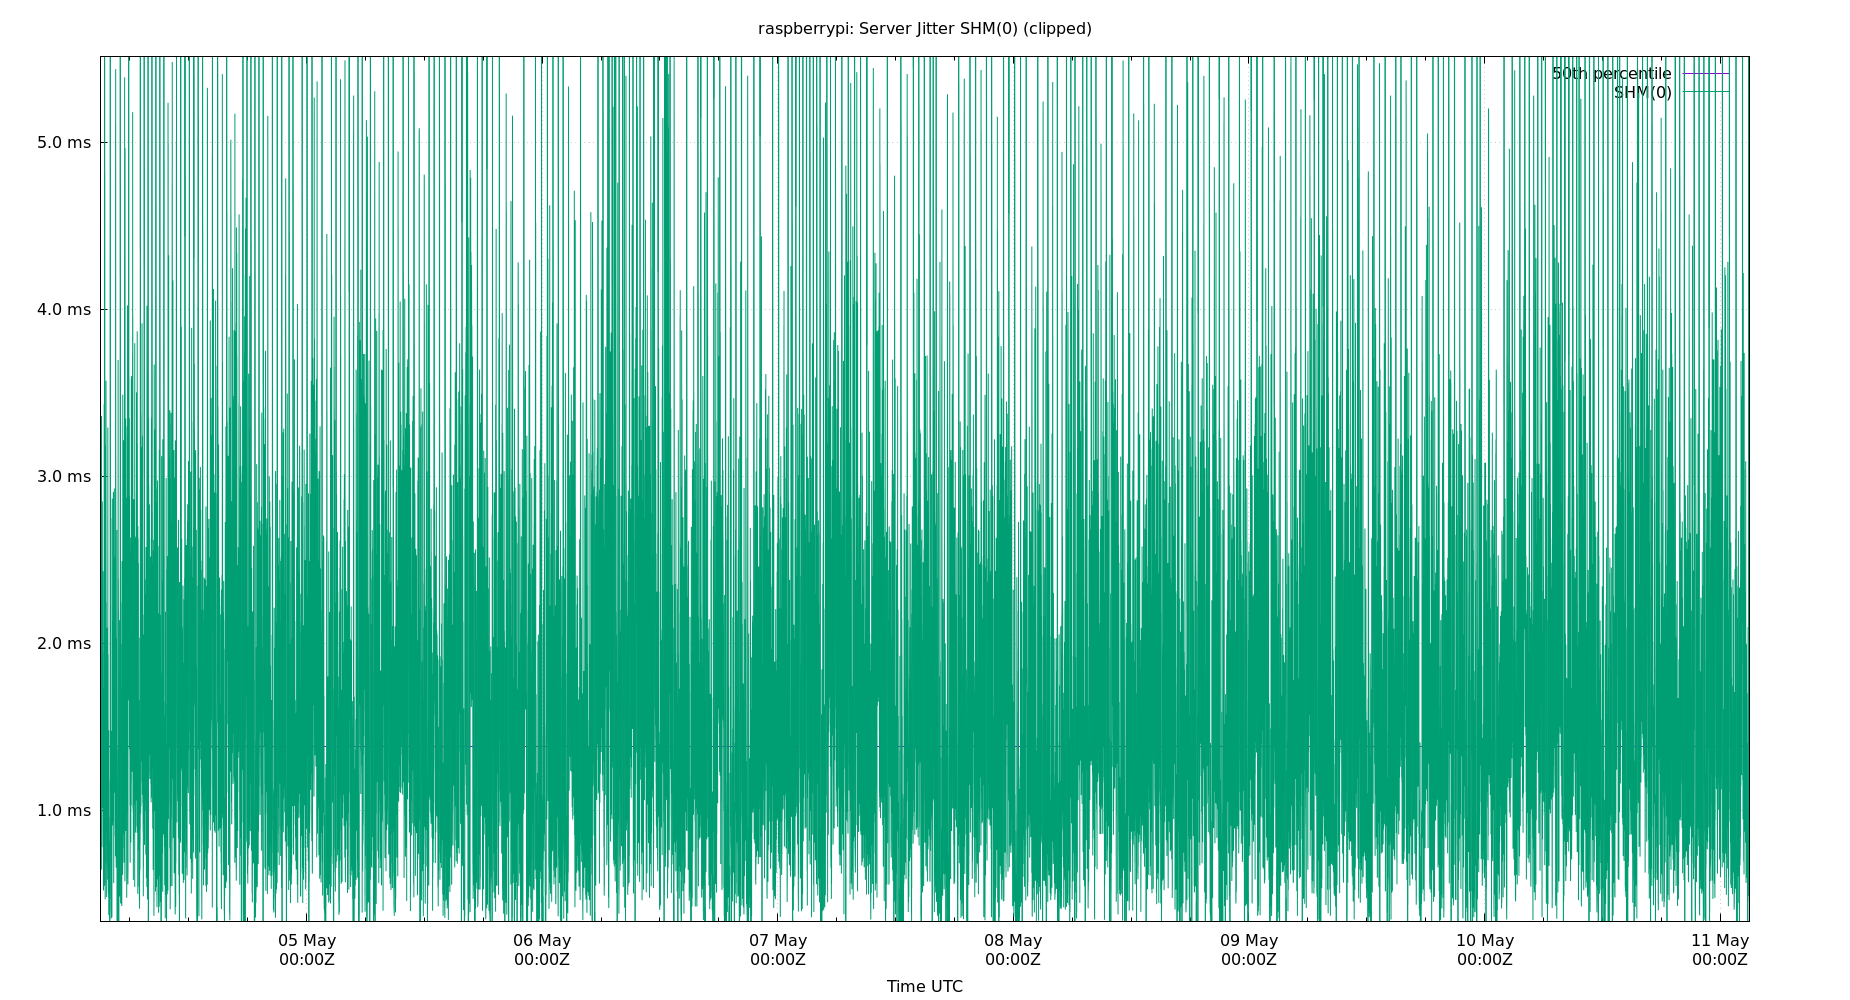 raspberrypi: Server Jitter SHM(0) (clipped)
50th percentile
SHM(0)
5.0 ms
4.0 ms
3.0 ms
2.0 ms
1.0 ms
05 May
00:00Z
06 May
00:00Z
07 May
00:00Z
08 May
00:00Z
09 May
00:00Z
10 May
00:00Z
11 May
00:00Z
Time UTC